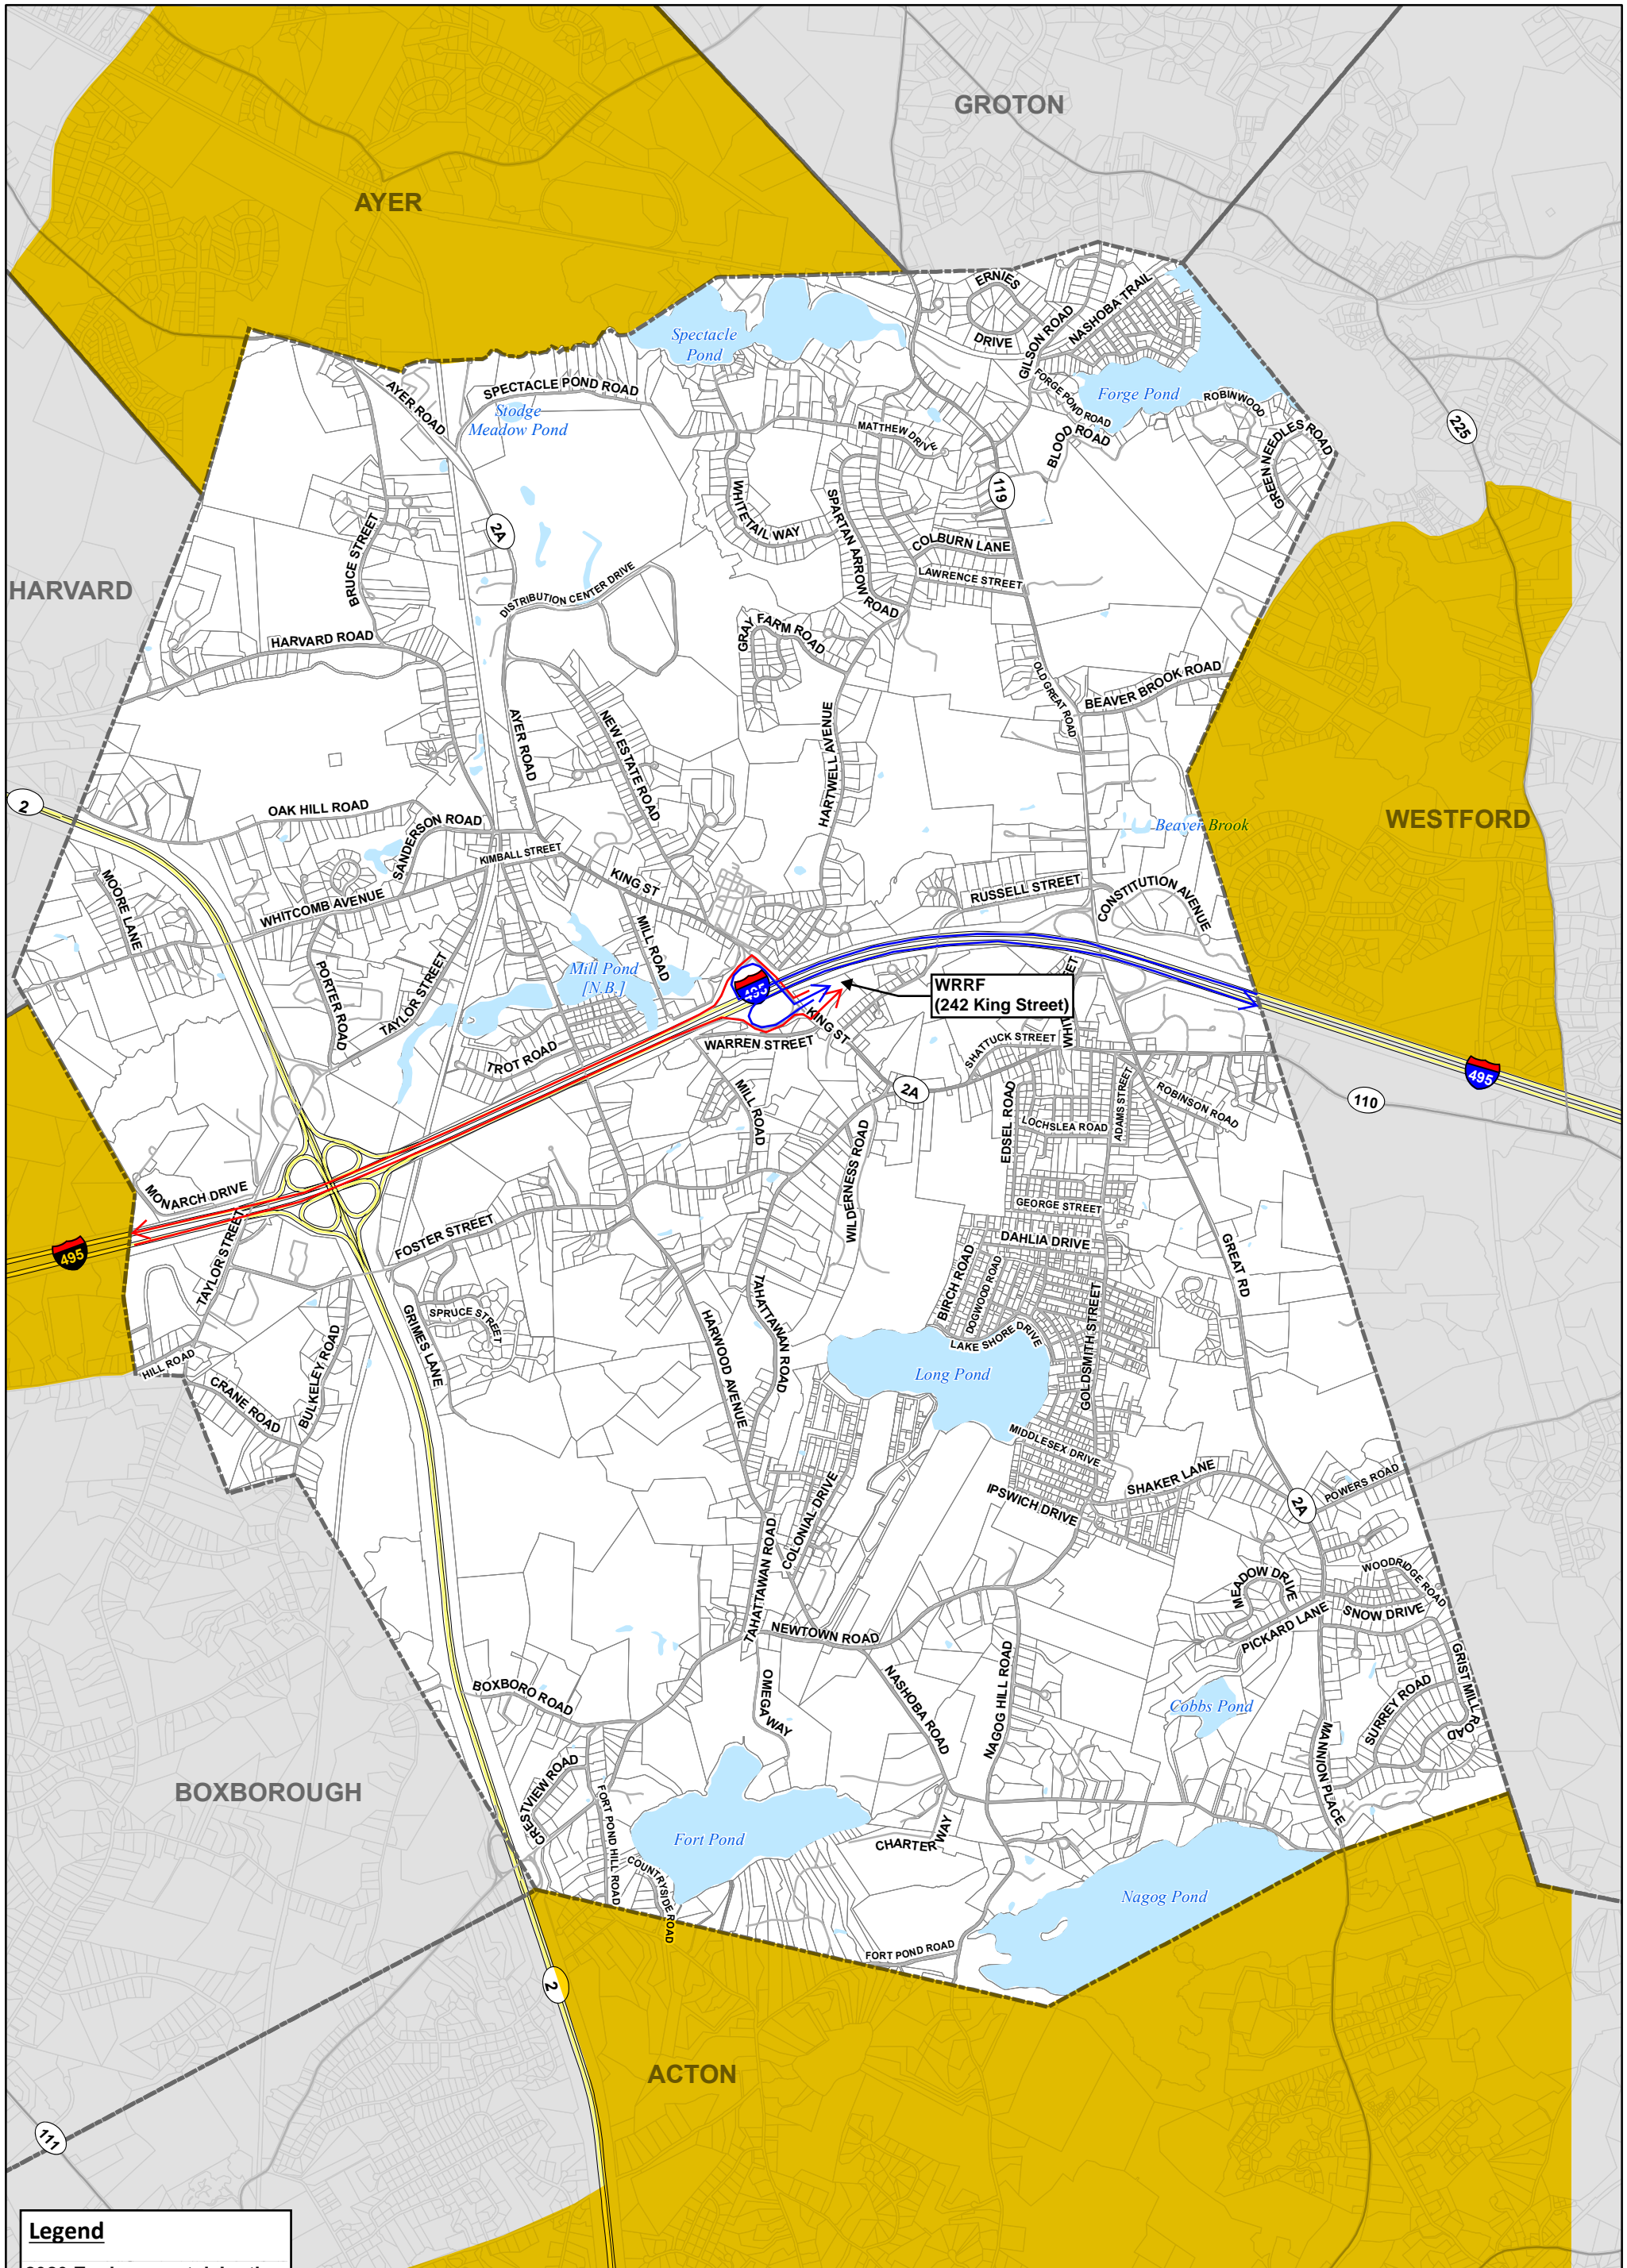 GROTON
AYER
ERNIES
DRIVE
GILSON ROAD
NASHOBA TRAIL
Spectacle
Pond
FORGE POND ROAD
Forge Pond
ROBINWOOD
AYER ROAD
SPECTACLE POND ROAD
Stodge
Meadow Pond
MATTHEW DRIVE
BLOOD ROAD
GREEN NEEDLES ROAD
225
119
WHITETAIL WAY
SPARTAN ARROW ROAD
2A
BRUCE STREET
COLBURN LANE
LAWRENCE STREET
HARVARD
DISTRIBUTION CENTER DRIVE
HARVARD ROAD
GRAY FARM ROAD
OLD GREAT ROAD
BEAVER BROOK ROAD
AYER ROAD
NEW ESTATE ROAD
HARTWELL AVENUE
2
OAK HILL ROAD
SANDERSON ROAD
Beaver Brook
WESTFORD
KIMBALL STREET
MOORE LANE
WHITCOMB AVENUE
KING ST
RUSSELL STREET
CONSTITUTION AVENUE
MILL ROAD
PORTER ROAD
TAYLOR STREET
Mill Pond
[N.B.]
495
WRRF
(242 King Street)
KING ST
WARREN STREET
TROT ROAD
SHATTUCK STREET
2A
495
110
MILL ROAD
EDSEL ROAD
ADAMS STREET
ROBINSON ROAD
LOCHSLEA ROAD
WILDERNESS ROAD
MONARCH DRIVE
GEORGE STREET
495
TAYLOR STREET
FOSTER STREET
DAHLIA DRIVE
BIRCH ROAD
DOGWOOD ROAD
GREAT RD
TAHATTAWAN ROAD
GOLDSMITH STREET
SPRUCE STREET
GRIMES LANE
HARWOOD AVENUE
LAKE SHORE DRIVE
HILL ROAD
CRANE ROAD
BULKELEY ROAD
Long Pond
MIDDLESEX DRIVE
SHAKER LANE
POWERS ROAD
IPSWICH DRIVE
2A
COLONIAL DRIVE
TAHATTAWAN ROAD
WOODRIDGE ROAD
MEADOW DRIVE
SNOW DRIVE
PICKARD LANE
NEWTOWN ROAD
GRIST MILL ROAD
NASHOBA ROAD
NAGOG HILL ROAD
OMEGA WAY
BOXBORO ROAD
Cobbs Pond
SURREY ROAD
MANNION PLACE
BOXBOROUGH
CRESTVIEW ROAD
FORT POND HILL ROAD
Fort Pond
CHARTER WAY
COUNTRYSIDE ROAD
Nagog Pond
FORT POND ROAD
2
ACTON
111
Legend